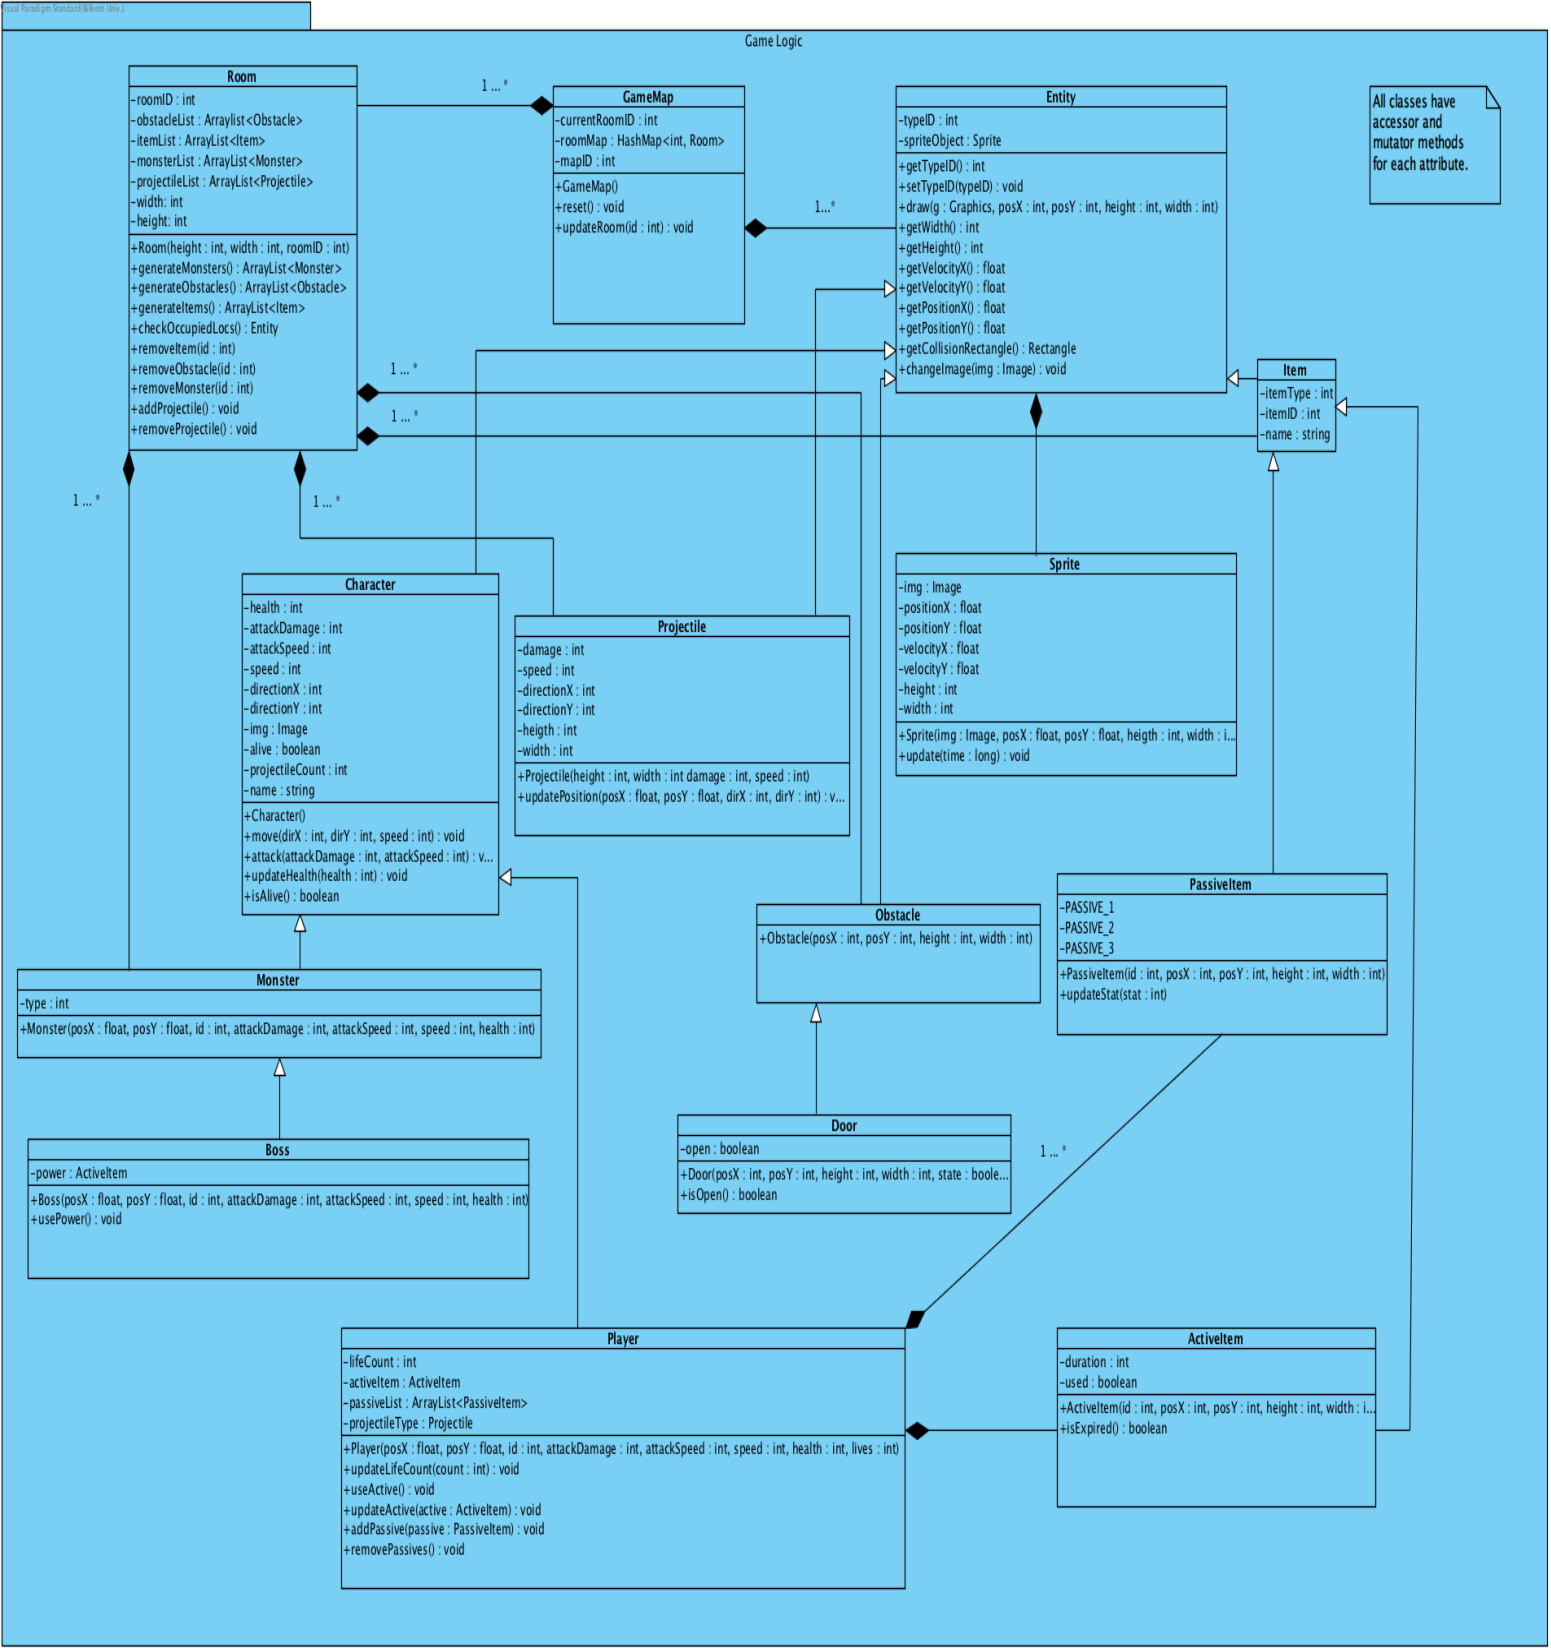 Visual Paradigm Standard(Bilkent Univ.)
Game Logic
Room
-roomID : int
-obstacleList : Arraylist<Obstacle>
-itemList : ArrayList<Item>
-monsterList : ArrayList<Monster>
-projectileList : ArrayList<Projectile>
-width: int
-height: int
+Room(height : int, width : int, roomID : int)
+generateMonsters() : ArrayList<Monster>
+generateObstacles() : ArrayList<Obstacle>
+generateItems() : ArrayList<Item>
+checkOccupiedLocs() : Entity
+removeItem(id : int)
+removeObstacle(id : int)
+removeMonster(id : int)
+addProjectile() : void
+removeProjectile() : void
1 ... *
GameMap
-currentRoomID : int
-roomMap : HashMap<int, Room>
-mapID : int
+GameMap()
+reset() : void
+updateRoom(id : int) : void
1...*
Entity
-typeID : int
-spriteObject : Sprite
+getTypeID() : int
+setTypeID(typeID) : void
+draw(g : Graphics, posX : int, posY : int, height : int, width : int)
+getWidth() : int
+getHeight() : int
+getVelocityX() : float
+getVelocityY() : float
+getPositionX() : float
+getPositionY() : float
+getCollisionRectangle() : Rectangle
+changeImage(img : Image) : void
All classes have
accessor and
mutator methods
for each attribute.
1 ... *
1 ... *
Item
-itemType : int
-itemID : int
-name : string
1 ... *
1 ... *
Character
-health : int
-attackDamage : int
-attackSpeed : int
-speed : int
-directionX : int
-directionY : int
-img : Image
-alive : boolean
-projectileCount : int
-name : string
+Character()
+move(dirX : int, dirY : int, speed : int) : void
+attack(attackDamage : int, attackSpeed : int) : v...
+updateHealth(health : int) : void
+isAlive() : boolean
Projectile
-damage : int
-speed : int
-directionX : int
-directionY : int
-heigth : int
-width : int
+Projectile(height : int, width : int damage : int, speed : int)
+updatePosition(posX : float, posY : float, dirX : int, dirY : int) : v...
Sprite
-img : Image
-positionX : float
-positionY : float
-velocityX : float
-velocityY : float
-height : int
-width : int
+Sprite(img : Image, posX : float, posY : float, heigth : int, width : i...
+update(time : long) : void
Obstacle
+Obstacle(posX : int, posY : int, height : int, width : int)
PassiveItem
-PASSIVE_1
-PASSIVE_2
-PASSIVE_3
+PassiveItem(id : int, posX : int, posY : int, height : int, width : int)
+updateStat(stat : int)
Monster
-type : int
+Monster(posX : float, posY : float, id : int, attackDamage : int, attackSpeed : int, speed : int, health : int)
Boss
-power : ActiveItem
+Boss(posX : float, posY : float, id : int, attackDamage : int, attackSpeed : int, speed : int, health : int)
+usePower() : void
Door
-open : boolean
+Door(posX : int, posY : int, height : int, width : int, state : boole...
+isOpen() : boolean
1 ... *
Player
-lifeCount : int
-activeItem : ActiveItem
-passiveList : ArrayList<PassiveItem>
-projectileType : Projectile
+Player(posX : float, posY : float, id : int, attackDamage : int, attackSpeed : int, speed : int, health : int, lives : int)
+updateLifeCount(count : int) : void
+useActive() : void
+updateActive(active : ActiveItem) : void
+addPassive(passive : PassiveItem) : void
+removePassives() : void
ActiveItem
-duration : int
-used : boolean
+ActiveItem(id : int, posX : int, posY : int, height : int, width : i...
+isExpired() : boolean